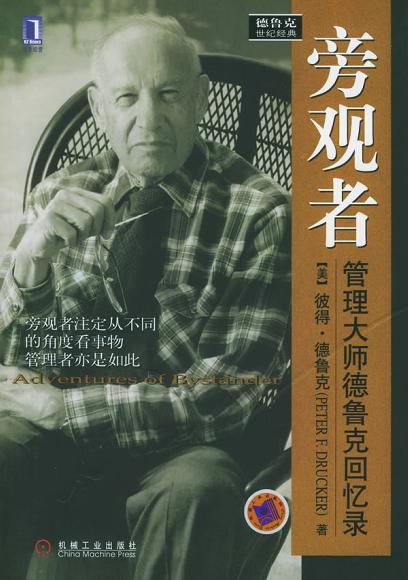 德鲁克
世纪经典
旁观者
管理大师德鲁克回忆录
【美】彼得·德鲁克(PETER F. DRUCKER) 著
旁观者注定从不同
的角度看事物
管理者亦是如此
Adventures of Bystander
机械工业出版社
China Machine Press